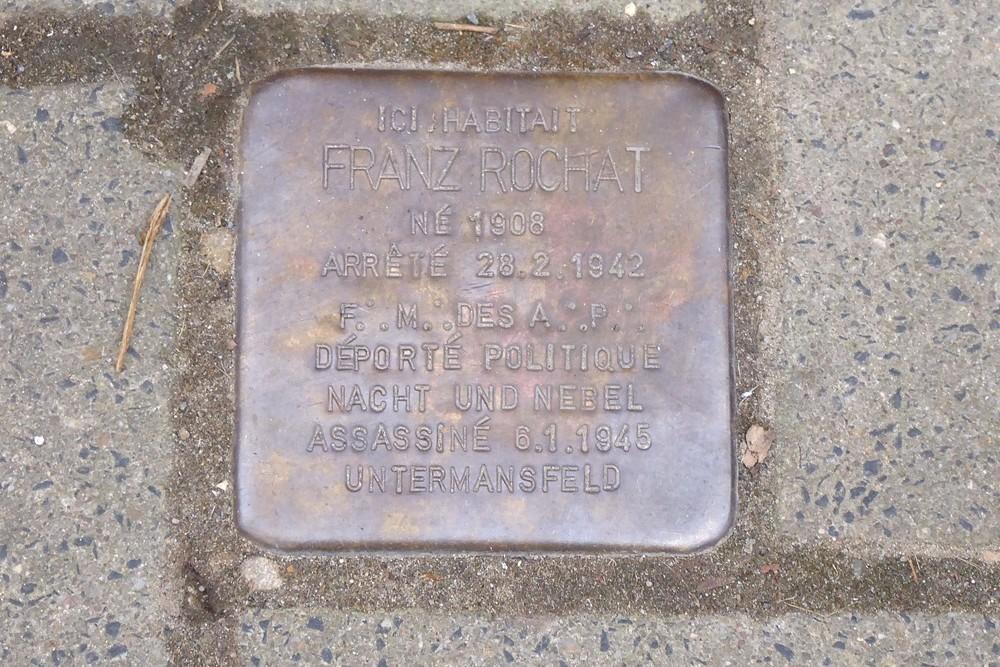 ICI HABITAIT
FRANZ ROCHAT
NÉ 1908
ARRÊTÉ 28.2.1942
F∴M∴DES A∴P∴
DÉPORTÉ POLITIQUE
NACHT UND NEBEL
ASSASSINÉ 6.1.1945
UNTERMANSFELD